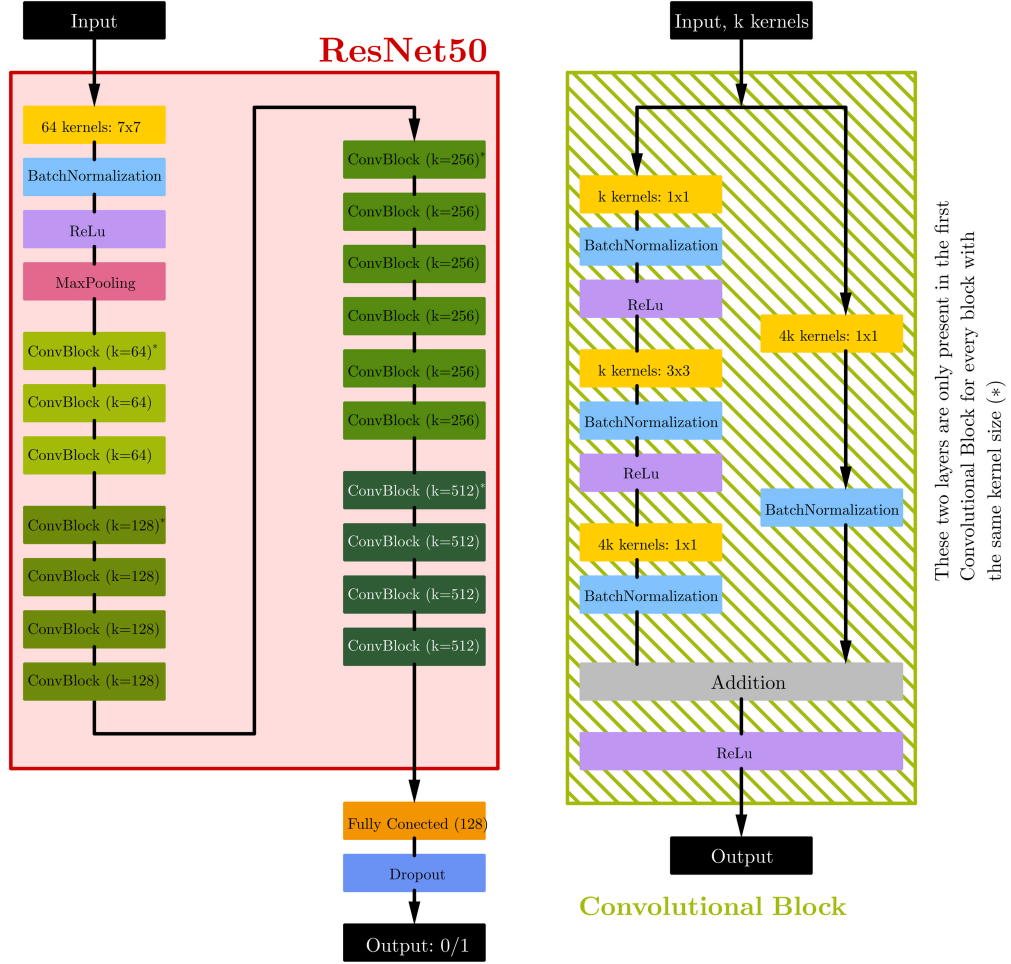 Input
ResNet50
64 kernels: 7x7
BatchNormalization
ReLu
MaxPooling
ConvBlock (k=64)*
ConvBlock (k=64)
ConvBlock (k=64)
ConvBlock (k=128)*
ConvBlock (k=128)
ConvBlock (k=128)
ConvBlock (k=128)
ConvBlock (k=256)*
ConvBlock (k=256)
ConvBlock (k=256)
ConvBlock (k=256)
ConvBlock (k=256)
ConvBlock (k=256)
ConvBlock (k=512)*
ConvBlock (k=512)
ConvBlock (k=512)
ConvBlock (k=512)
Fully Conected (128)
Dropout
Output: 0/1
Input, k kernels
k kernels: 1x1
BatchNormalization
ReLu
k kernels: 3x3
BatchNormalization
ReLu
4k kernels: 1x1
BatchNormalization
4k kernels: 1x1
BatchNormalization
Addition
ReLu
Output
Convolutional Block
These two layers are only present in the first
Convolutional Block for every block with
the same kernel size (*)